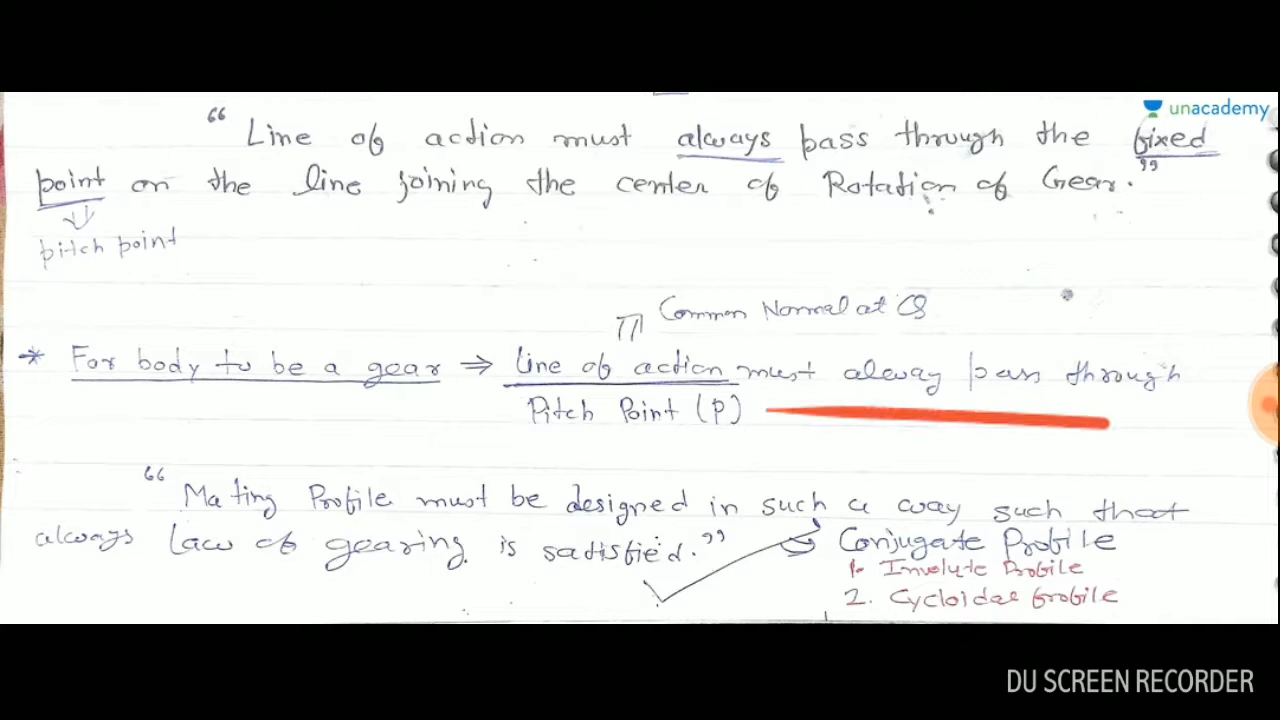 unacademy
“ Line of action must always pass through the fixed
point on the line joining the center of Rotation of Gear.”
pitch point
Common Normal at Q
* For body to be a gear ⇒ line of action must alway pass through
Pitch Point (P)
“ Mating Profile must be designed in such a way such that
always law of gearing is satisfied.”
Conjugate Profile
1. Involute Profile
2. Cycloidal profile
DU SCREEN RECORDER